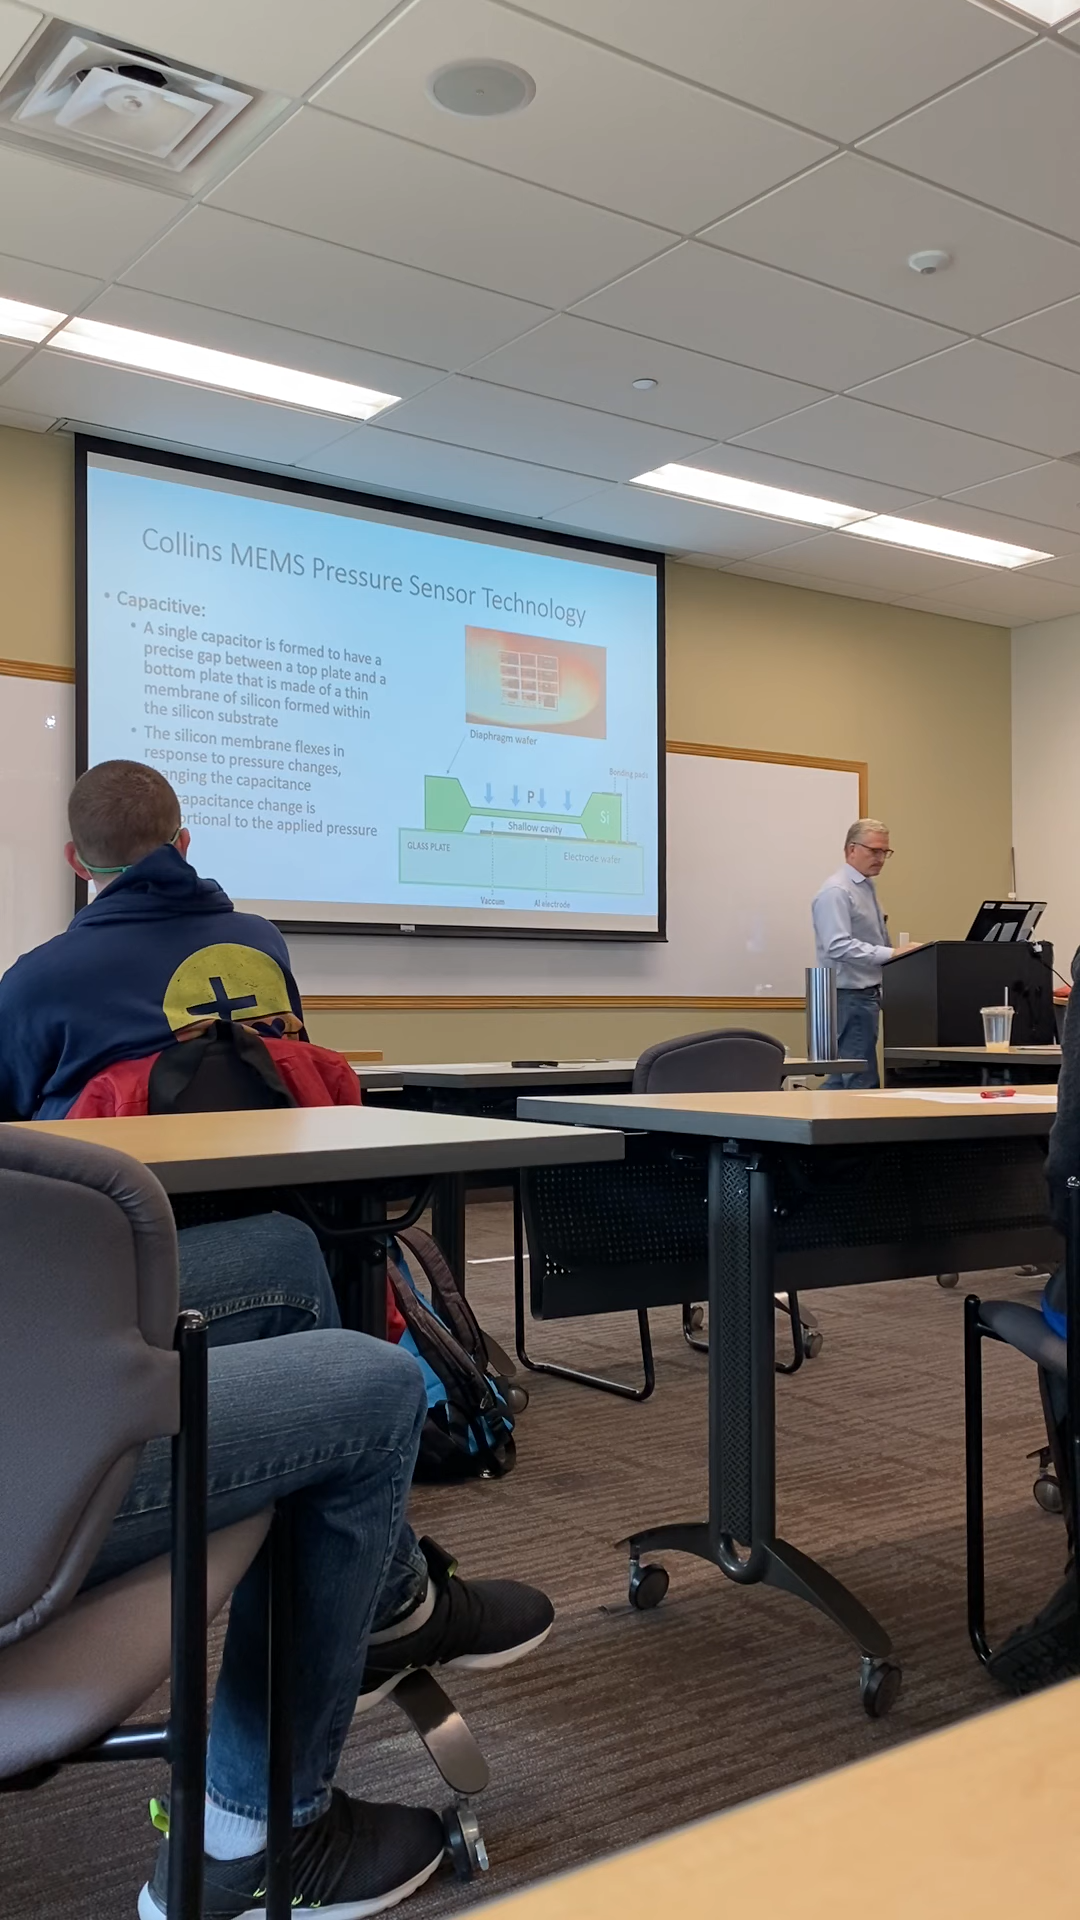 Collins MEMS Pressure Sensor Technology
• Capacitive:
• A single capacitor is formed to have a
precise gap between a top plate and a
bottom plate that is made of a thin
membrane of silicon formed within
the silicon substrate
• The silicon membrane flexes in
response to pressure changes,
anging the capacitance
capacitance change is
ortional to the applied pressure
Diaphragm wafer
Bonding pads
P
Si
Shallow cavity
GLASS PLATE
Electrode wafer
Vaccum
Al electrode